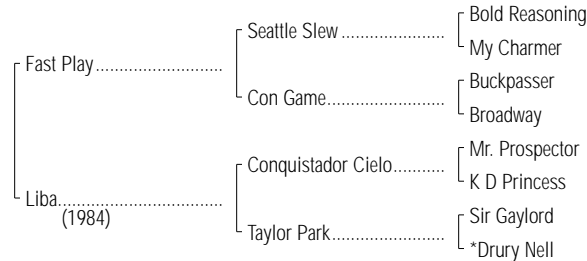 Bold Reasoning
Seattle Slew
My Charmer
Fast Play
Buckpasser
Con Game
Broadway
Mr. Prospector
Conquistador Cielo
K D Princess
Liba
(1984)
Sir Gaylord
Taylor Park
*Drury Nell